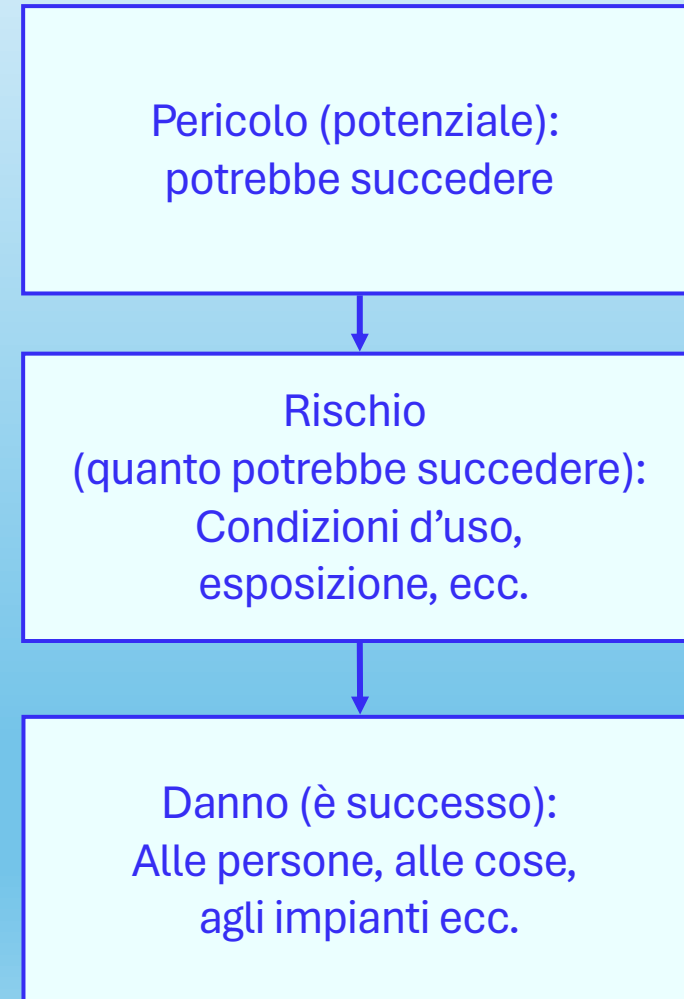 Pericolo (potenziale):
potrebbe succedere
Rischio
(quanto potrebbe succedere):
Condizioni d’uso,
esposizione, ecc.
Danno (è successo):
Alle persone, alle cose,
agli impianti ecc.